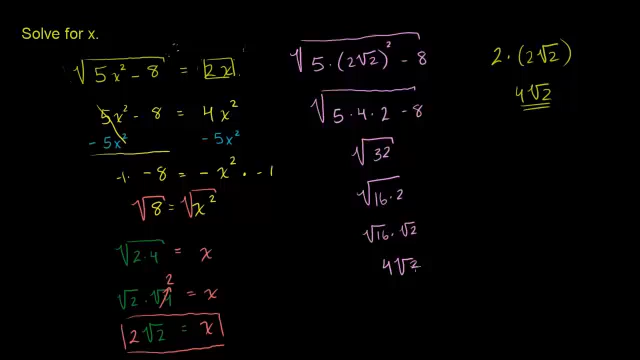 Solve for x.
√(5x² − 8) = 2x
5x² − 8 = 4x²
− 5x² − 5x²
-1 · − 8 = − x² · −1
√8 = √x²
√(2·4) = x
√2 · √4 = x
2
2√2 = x
√(5 · (2√2)² − 8)
√(5 · 4 · 2 − 8)
√32
√(16 · 2)
√16 · √2
4√2
2 · (2√2)
4√2